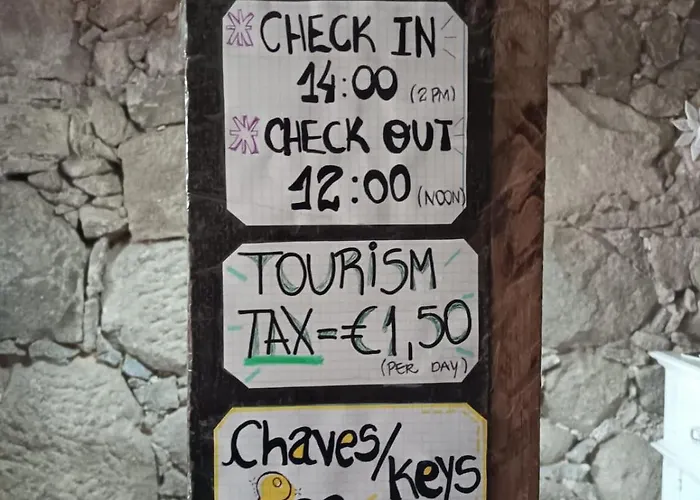 CHECK IN
14:00 (2 PM)
CHECK OUT
12:00 (NOON)
TOURiSM
TAX=€1,50
(PER DAY)
Chaves/
Keys